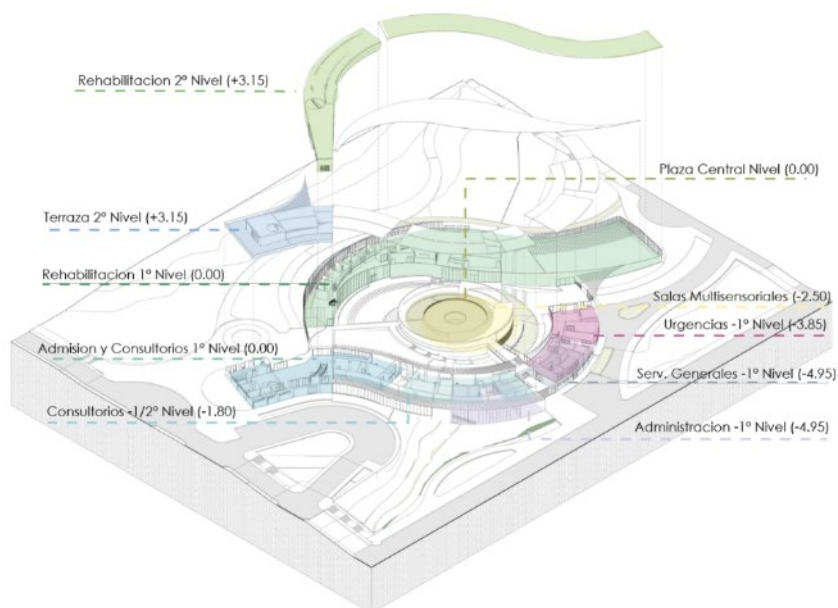 Rehabilitacion 2º Nivel (+3.15)
Plaza Central Nivel (0.00)
Terraza 2º Nivel (+3.15)
Rehabilitacion 1º Nivel (0.00)
Salas Multisensoriales (-2.50)
Urgencias -1º Nivel (-3.85)
Admision y Consultorios 1º Nivel (0.00)
Serv. Generales -1º Nivel (-4.95)
Consultorios -1/2º Nivel (-1.80)
Administracion -1º Nivel (-4.95)